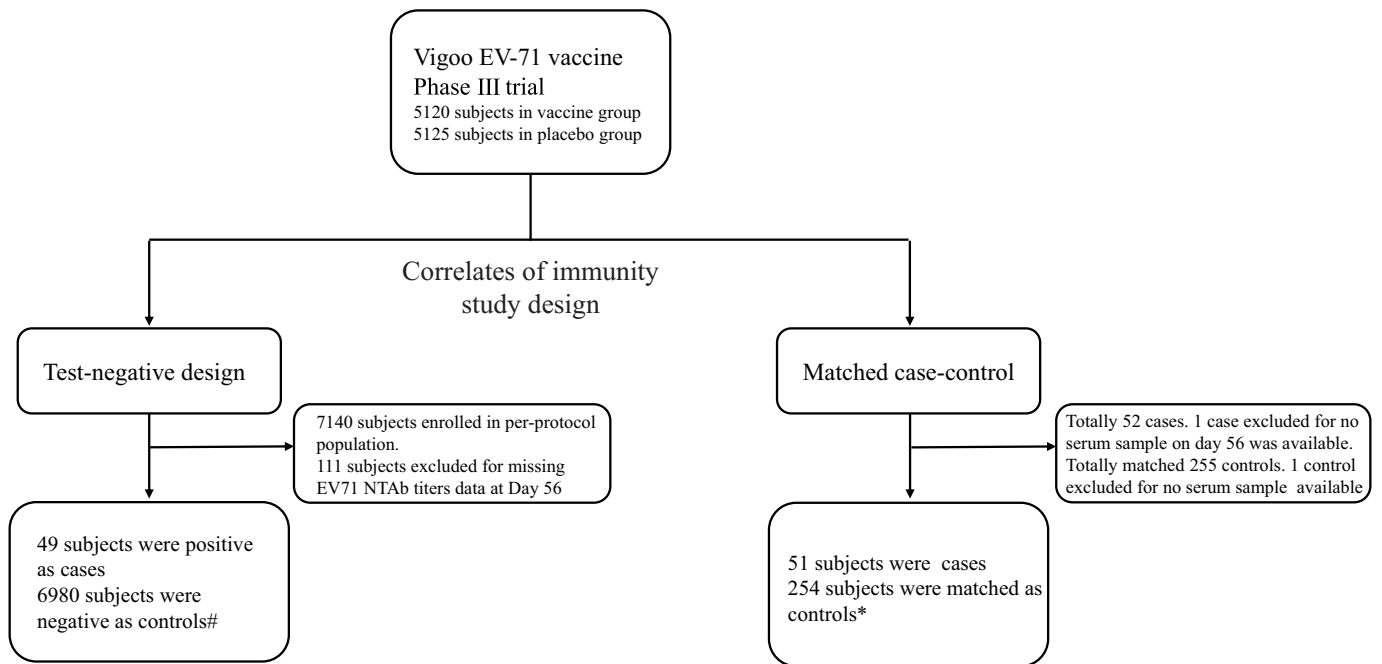 Vigoo EV-71 vaccine
Phase III trial
5120 subjects in vaccine group
5125 subjects in placebo group
Correlates of immunity
study design
Test-negative design
Matched case-control
7140 subjects enrolled in per-protocol
population.
111 subjects excluded for missing
EV71 NTAb titers data at Day 56
Totally 52 cases. 1 case excluded for no
serum sample on day 56 was available.
Totally matched 255 controls. 1 control
excluded for no serum sample available
49 subjects were positive
as cases
6980 subjects were
negative as controls#
51 subjects were cases
254 subjects were matched as
controls*